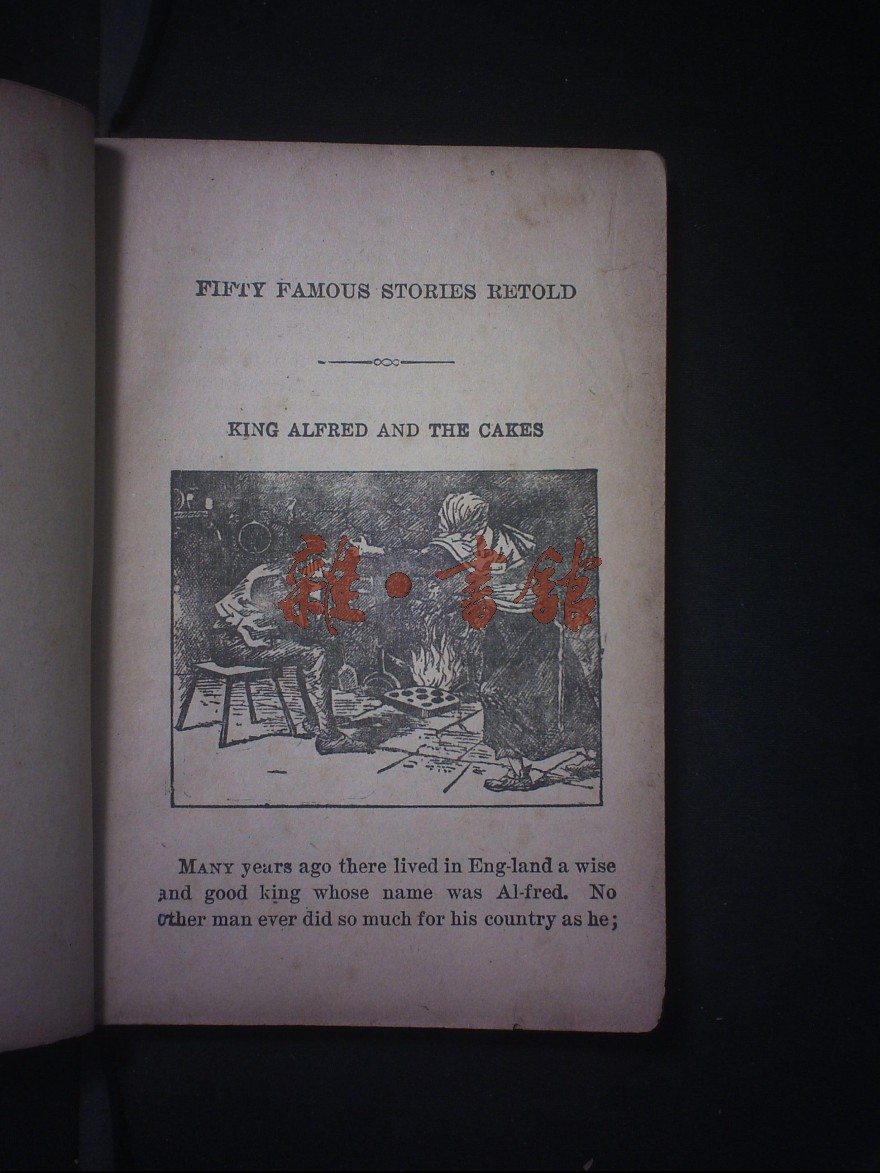 FIFTY FAMOUS STORIES RETOLD
KING ALFRED AND THE CAKES
雜·書館
MANY years ago there lived in Eng-land a wise
and good king whose name was Al-fred. No
other man ever did so much for his country as he;